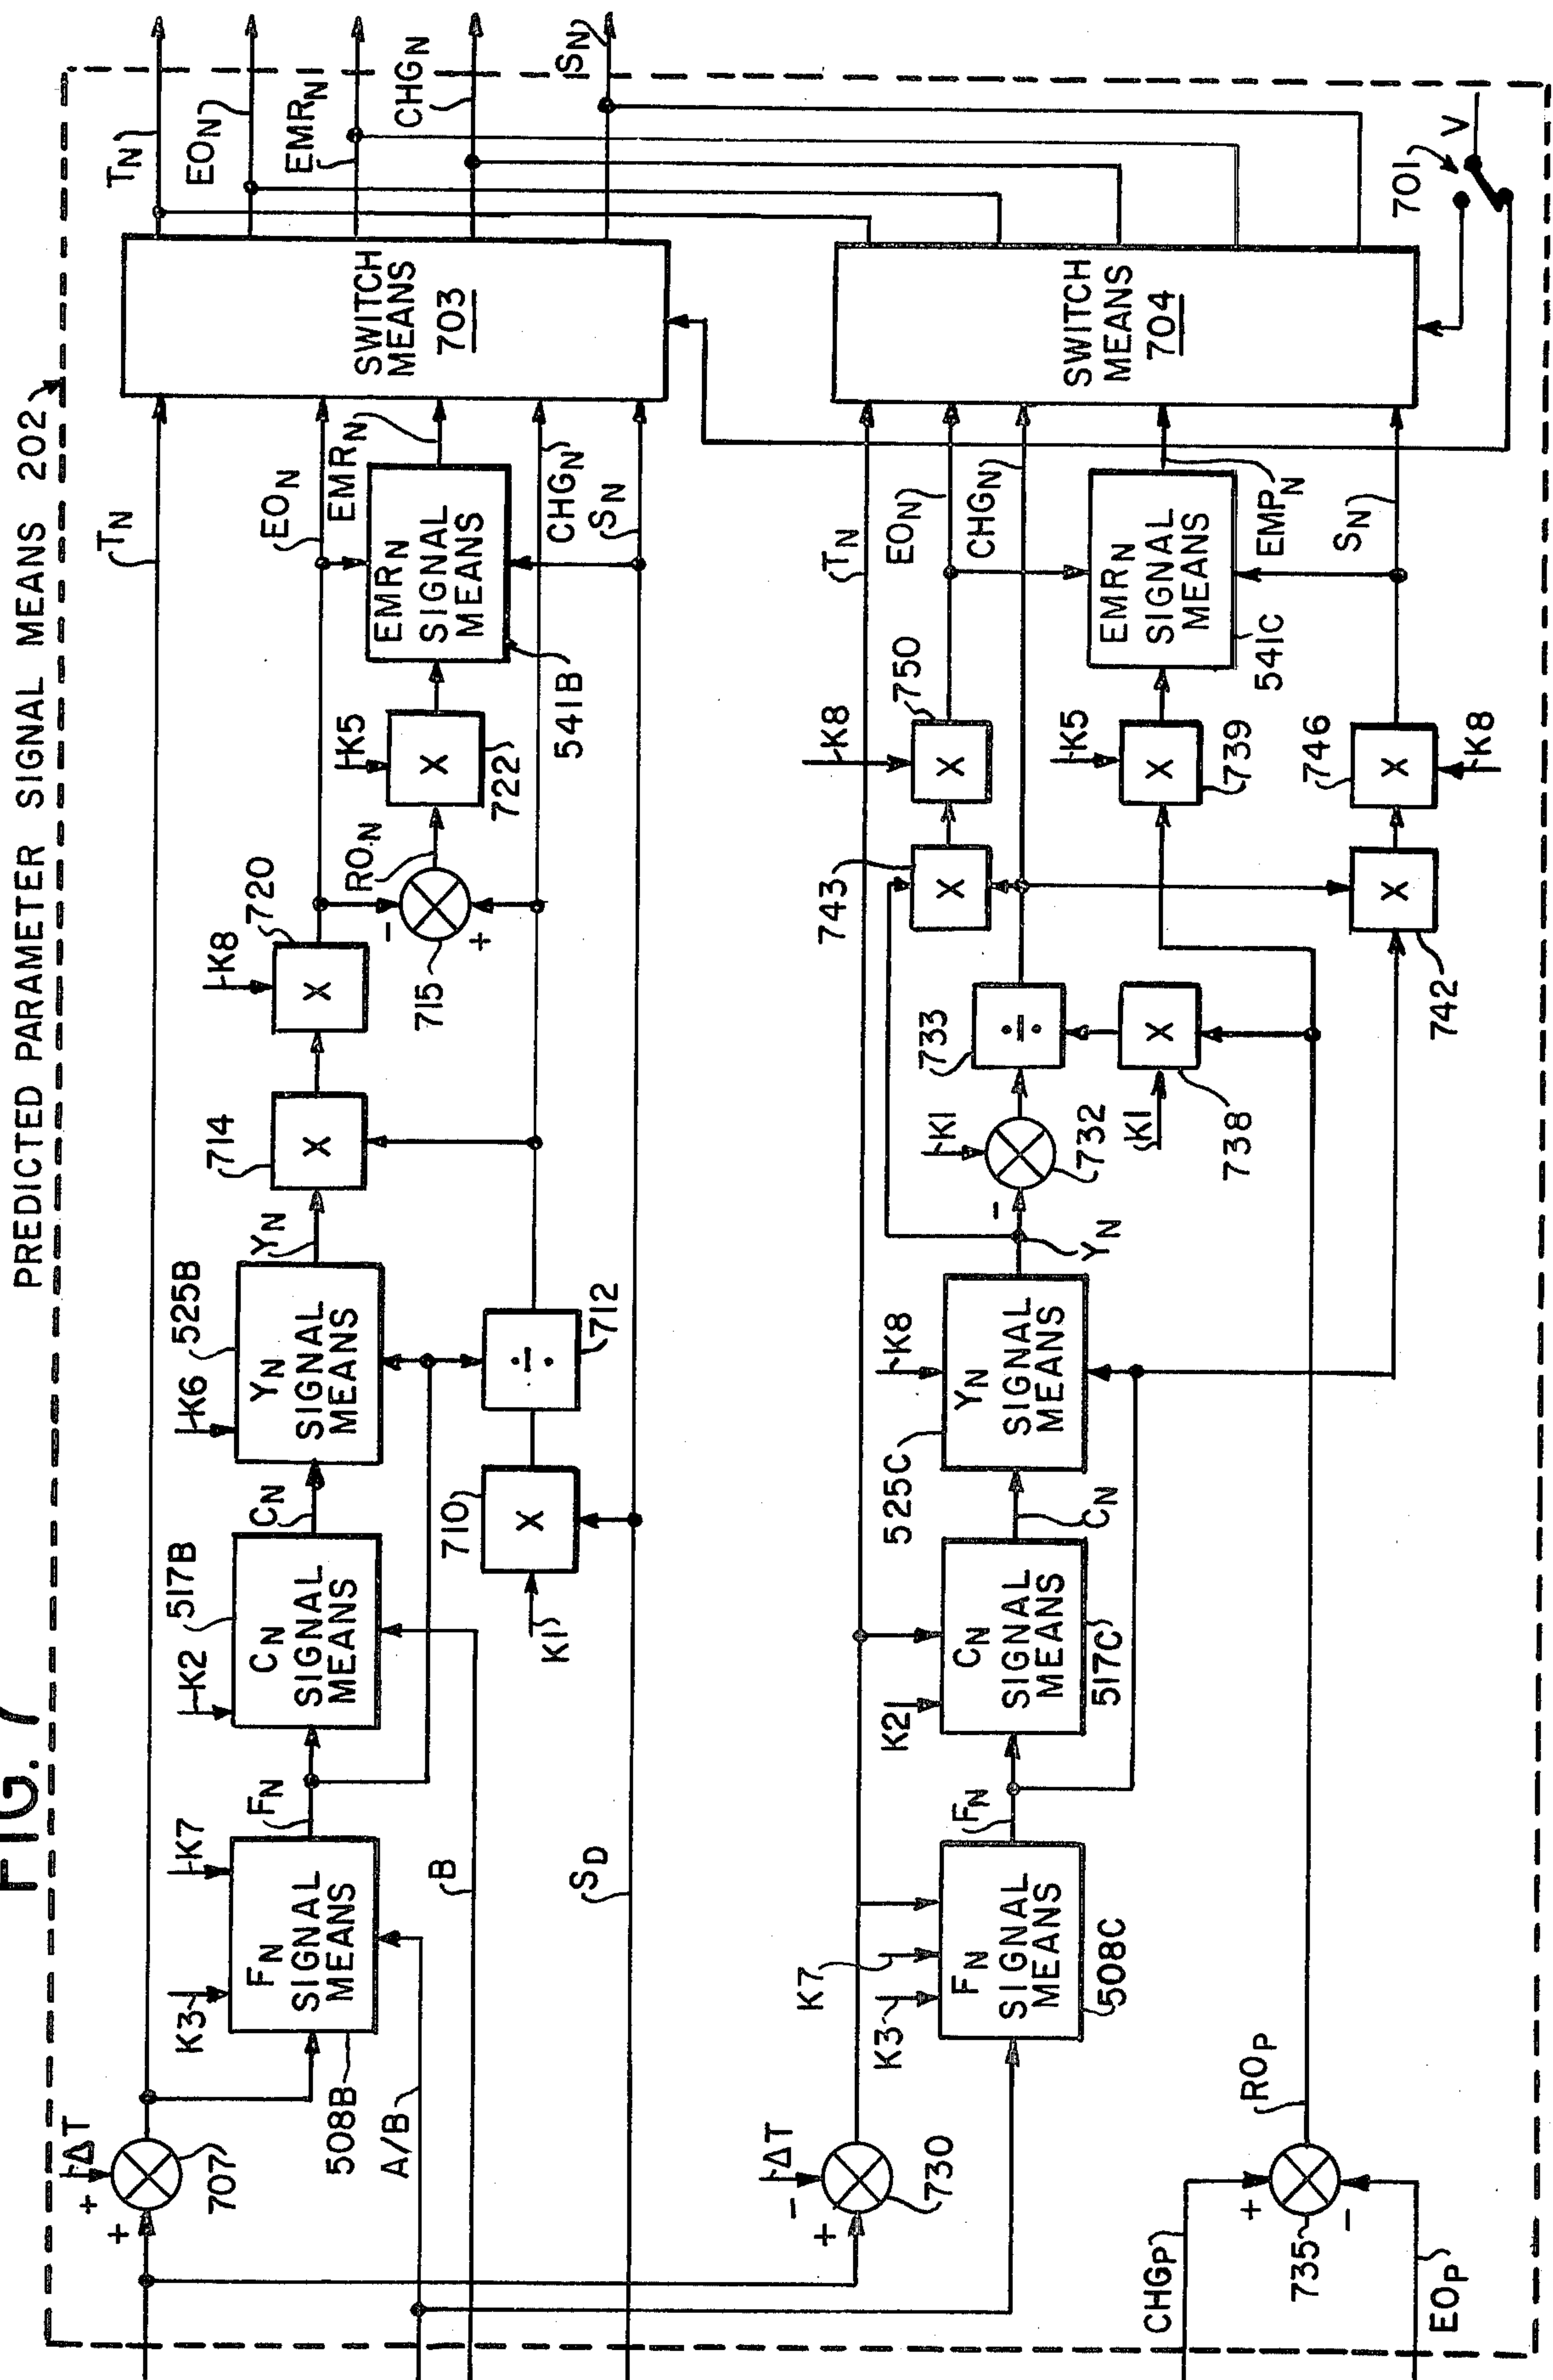 FIG. 7
PREDICTED PARAMETER SIGNAL MEANS 202
ΔT
+
+
707
TN
K3
K7
FN
SIGNAL
MEANS
508B
FN
K2
517B
CN
SIGNAL
MEANS
CN
K6
525B
YN
SIGNAL
MEANS
YN
714
X
K8
720
X
EON
A/B
B
SD
K1
710
X
÷
712
715
-
+
RO.N
K5
X
722
EMRN
SIGNAL
MEANS
541B
EMRN
CHGN
SN
SWITCH
MEANS
703
TN
EON
EMRN
CHGN
SN
ΔT
-
+
730
K7
K3
FN
SIGNAL
MEANS
508C
FN
K2
CN
SIGNAL
MEANS
517C
CN
525C
K8
YN
SIGNAL
MEANS
YN
-
K1
732
733
÷
K1
X
738
743
X
K8
750
X
TN
EON
CHGN
K5
X
739
EMRN
SIGNAL
MEANS
541C
EMPN
742
X
746
X
K8
SN
SWITCH
MEANS
704
701
V
CHGP
+
735
-
EOP
ROP